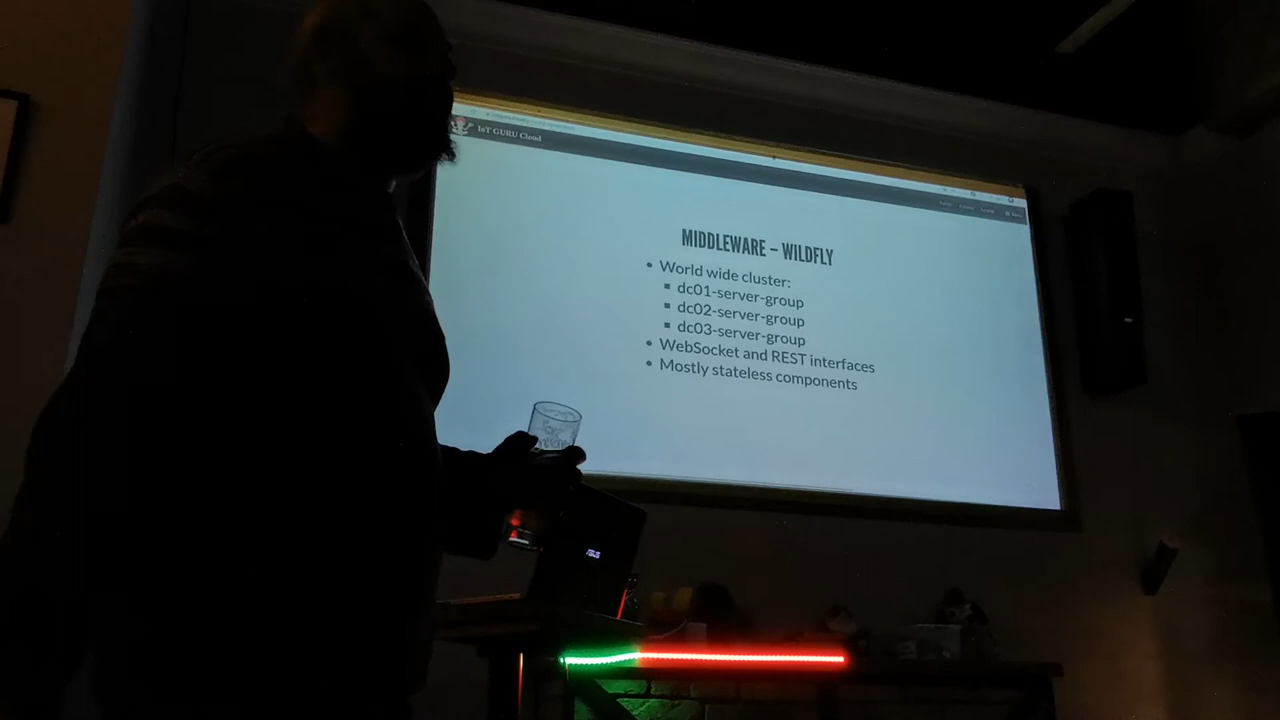 IoT GURU Cloud
MIDDLEWARE – WILDFLY
World wide cluster:
dc01-server-group
dc02-server-group
dc03-server-group
WebSocket and REST interfaces
Mostly stateless components